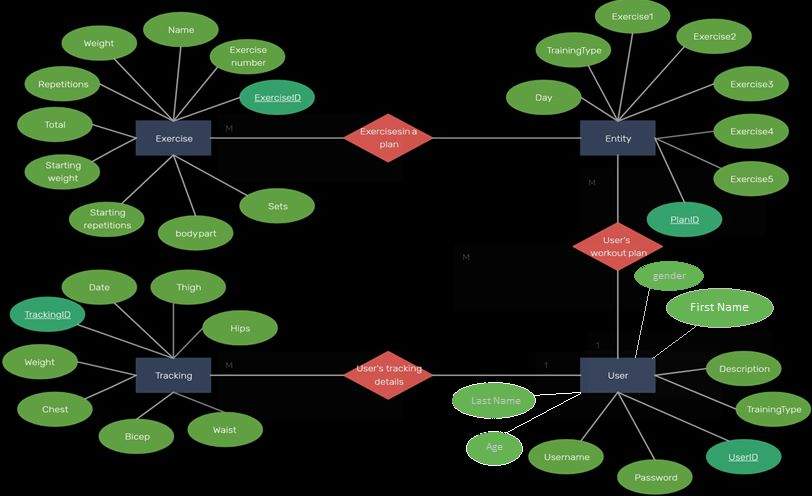 Exercise1
Name
Exercise2
Weight
TrainingType
Exercise
number
Repetitions
Exercise3
ExerciseID
Day
Total
M
Exercise
Exercisesin a
plan
Entity
Exercise4
Starting
weight
Exercise5
M
Sets
Starting
repetitions
PlanID
bodypart
User's
workout plan
M
gender
Date
Thigh
First Name
TrackingID
Hips
1
Weight
M
User's tracking
details
1
Tracking
User
Description
Last Name
Chest
TrainingType
Bicep
Waist
Age
Username
UserID
Password